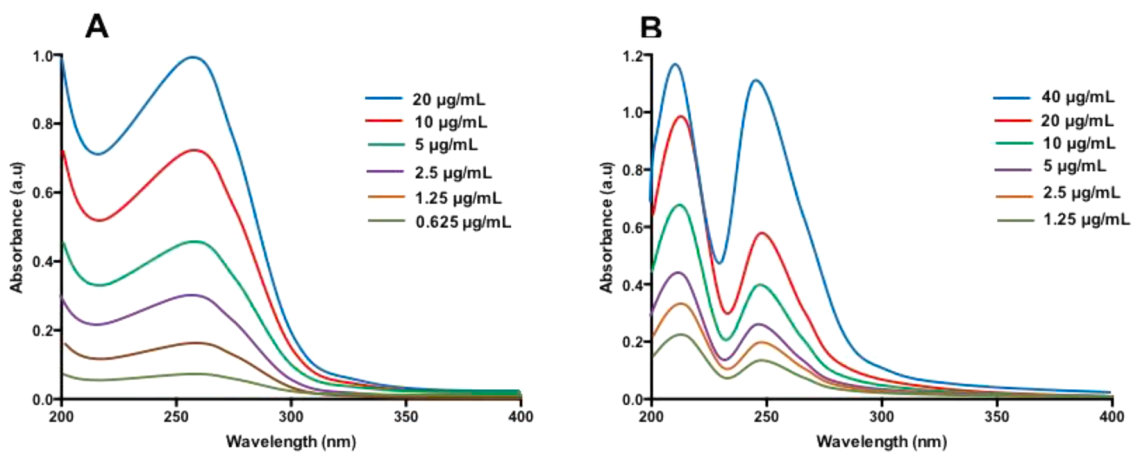 A
1.0
0.8
0.6
0.4
0.2
0.0
200
250
300
350
400
Absorbance (a.u)
Wavelength (nm)
20 µg/mL
10 µg/mL
5 µg/mL
2.5 µg/mL
1.25 µg/mL
0.625 µg/mL
B
1.2
1.0
0.8
0.6
0.4
0.2
0.0
200
250
300
350
400
Absorbance (a.u)
Wavelength (nm)
40 µg/mL
20 µg/mL
10 µg/mL
5 µg/mL
2.5 µg/mL
1.25 µg/mL